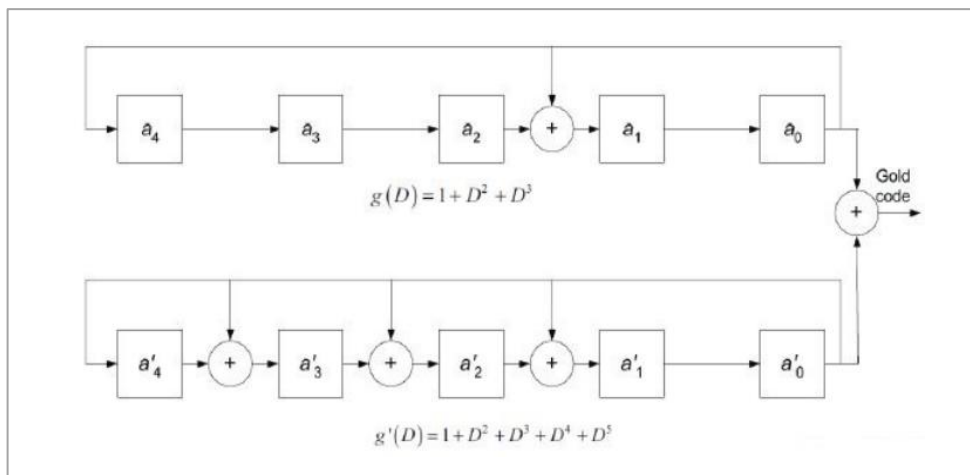 a₄ a₃ a₂ + a₁ a₀
g(D) = 1 + D² + D³
Gold
code
+
a'₄ + a'₃ + a'₂ + a'₁ a'₀
g'(D) = 1 + D² + D³ + D⁴ + D⁵